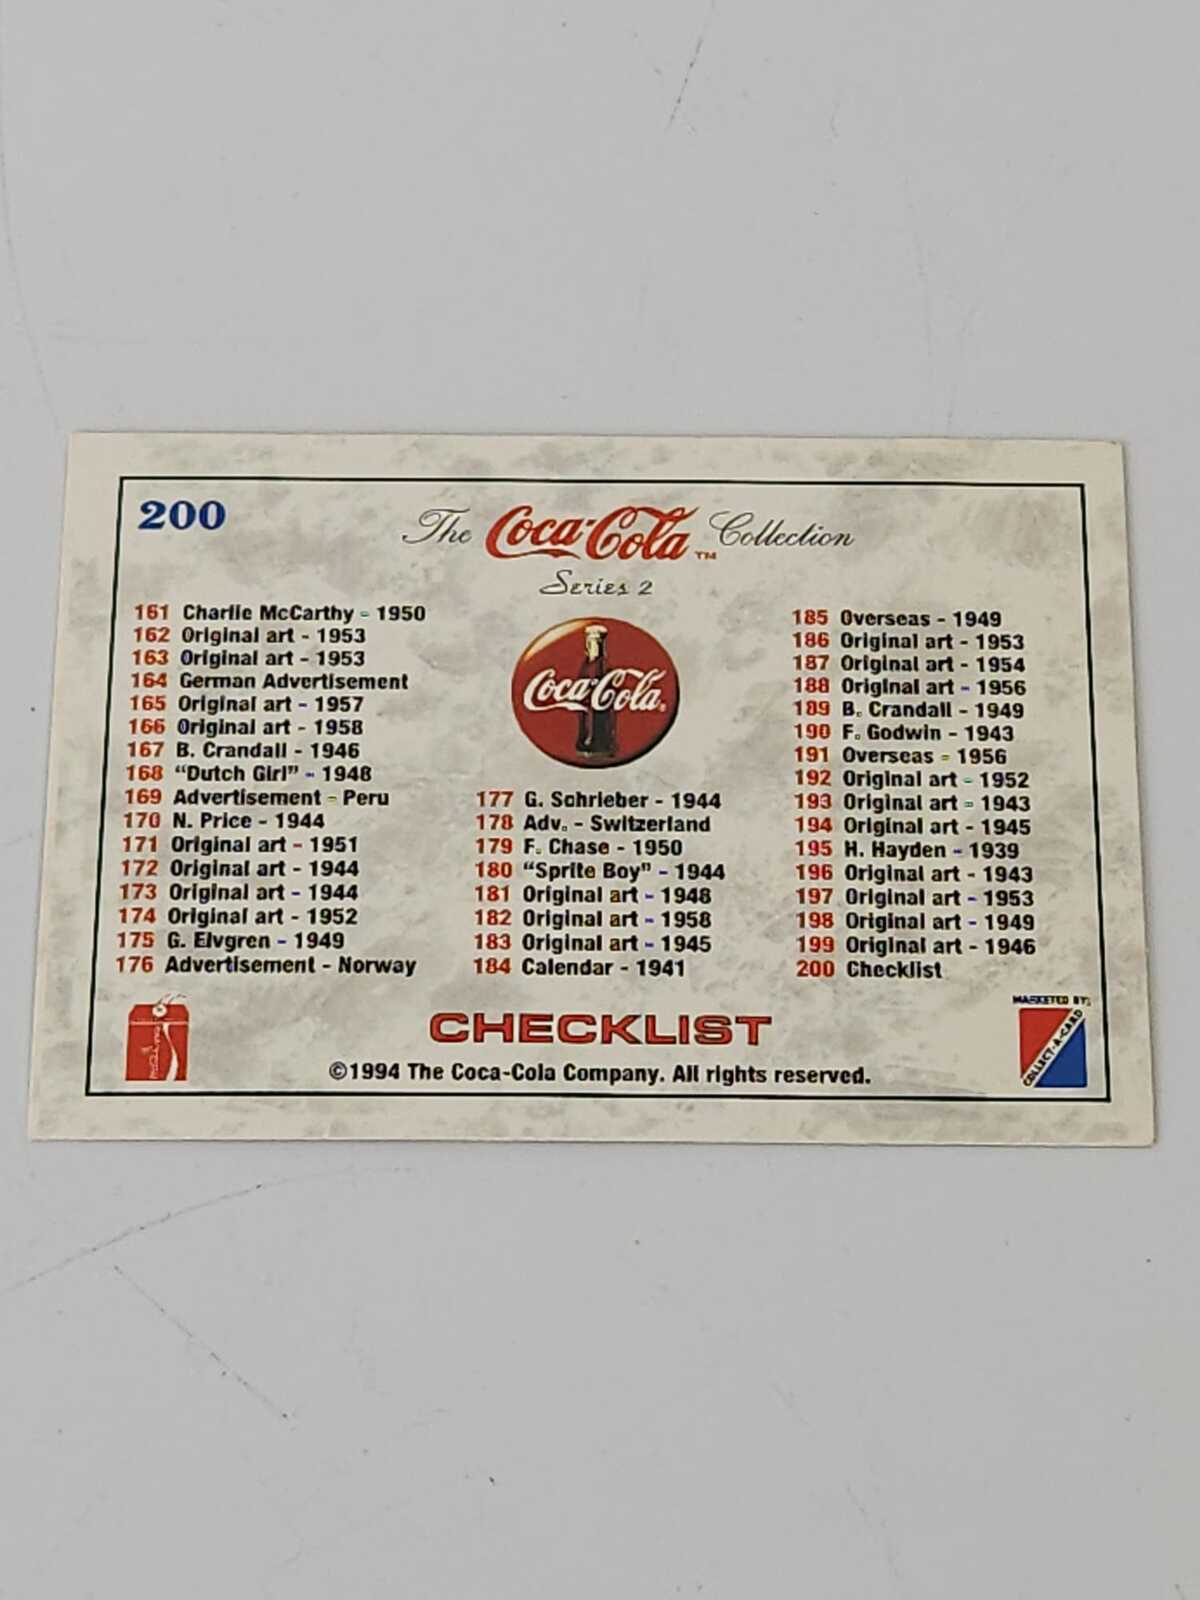 200
The Coca-Cola™ Collection
Series 2
161 Charlie McCarthy - 1950
162 Original art - 1953
163 Original art - 1953
164 German Advertisement
165 Original art - 1957
166 Original art - 1958
167 B. Crandall - 1946
168 "Dutch Girl" - 1948
169 Advertisement - Peru
170 N. Price - 1944
171 Original art - 1951
172 Original art - 1944
173 Original art - 1944
174 Original art - 1952
175 G. Elvgren - 1949
176 Advertisement - Norway
Coca-Cola®
177 G. Schrieber - 1944
178 Adv. - Switzerland
179 F. Chase - 1950
180 "Sprite Boy" - 1944
181 Original art - 1948
182 Original art - 1958
183 Original art - 1945
184 Calendar - 1941
185 Overseas - 1949
186 Original art - 1953
187 Original art - 1954
188 Original art - 1956
189 B. Crandall - 1949
190 F. Godwin - 1943
191 Overseas - 1956
192 Original art - 1952
193 Original art - 1943
194 Original art - 1945
195 H. Hayden - 1939
196 Original art - 1943
197 Original art - 1953
198 Original art - 1949
199 Original art - 1946
200 Checklist
CHECKLIST
©1994 The Coca-Cola Company. All rights reserved.
MARKETED BY:
COLLECT-A-CARD